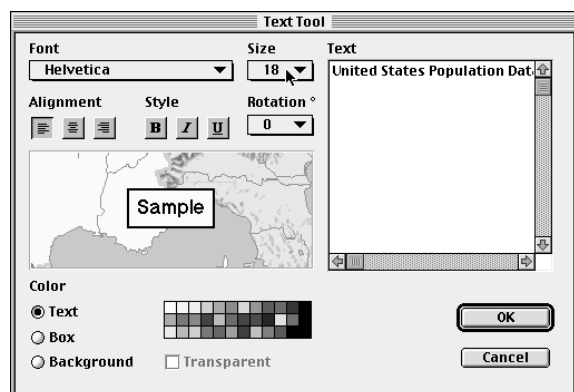 Text Tool
Font
Size
Text
Helvetica
18
United States Population Dat
Alignment
Style
Rotation °
B I U
0
Sample
Color
Text
Box
Background
Transparent
OK
Cancel